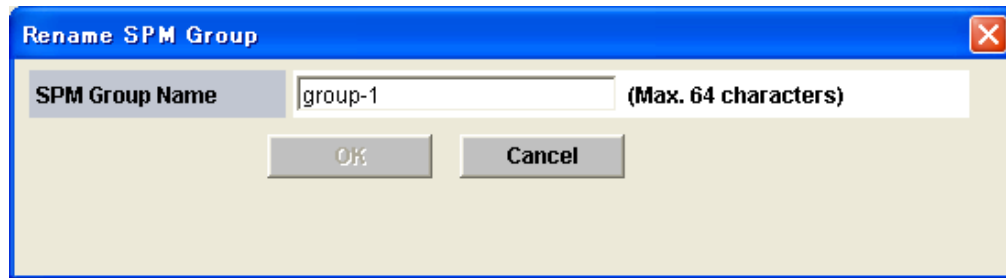 Rename SPM Group
SPM Group Name group-1 (Max. 64 characters)
OK Cancel